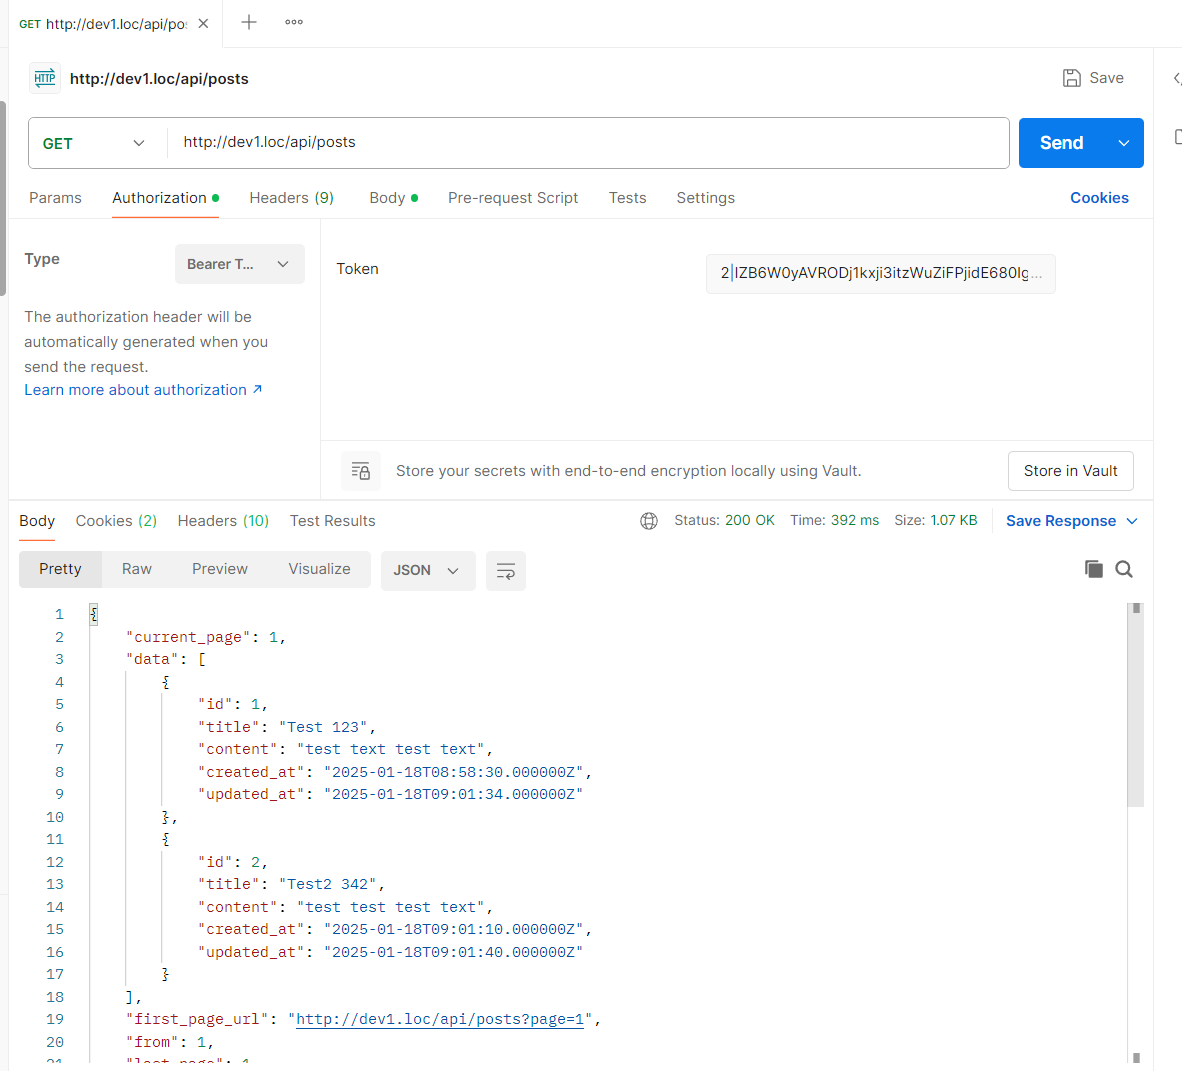 GET http://dev1.loc/api/po
HTTP http://dev1.loc/api/posts
Save
GET http://dev1.loc/api/posts
Send
Params Authorization Headers (9) Body Pre-request Script Tests Settings Cookies
Type Bearer T...
Token 2|IZB6W0yAVRODj1kxji3itzWuZiFPjidE680Ig...
The authorization header will be
automatically generated when you
send the request.
Learn more about authorization ↗
Store your secrets with end-to-end encryption locally using Vault.
Store in Vault
Body Cookies (2) Headers (10) Test Results Status: 200 OK Time: 392 ms Size: 1.07 KB Save Response
Pretty Raw Preview Visualize JSON
1 {
2 "current_page": 1,
3 "data": [
4 {
5 "id": 1,
6 "title": "Test 123",
7 "content": "test text test text",
8 "created_at": "2025-01-18T08:58:30.000000Z",
9 "updated_at": "2025-01-18T09:01:34.000000Z"
10 },
11 {
12 "id": 2,
13 "title": "Test2 342",
14 "content": "test test test text",
15 "created_at": "2025-01-18T09:01:10.000000Z",
16 "updated_at": "2025-01-18T09:01:40.000000Z"
17 }
18 ],
19 "first_page_url": "http://dev1.loc/api/posts?page=1",
20 "from": 1,
21 "last_page": 1